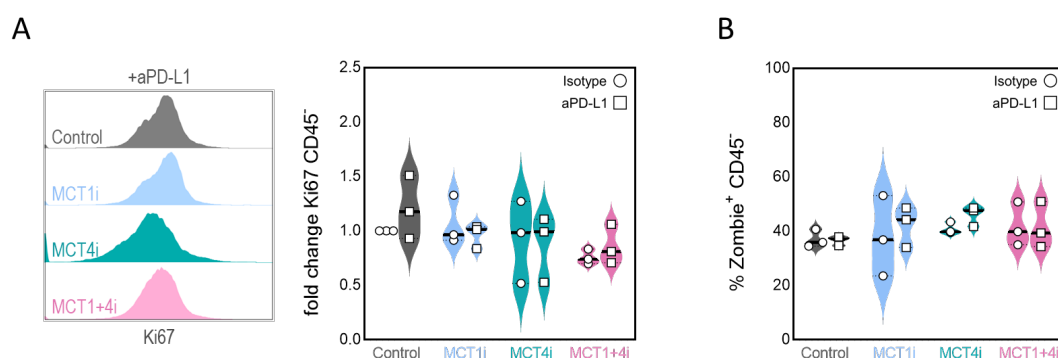 A
+aPD-L1
Control
MCT1i
MCT4i
MCT1+4i
Ki67
fold change Ki67 CD45-
2.5
2.0
1.5
1.0
0.5
0.0
Isotype
aPD-L1
Control
MCT1i
MCT4i
MCT1+4i
B
% Zombie+ CD45-
100
80
60
40
20
0
Isotype
aPD-L1
Control
MCT1i
MCT4i
MCT1+4i